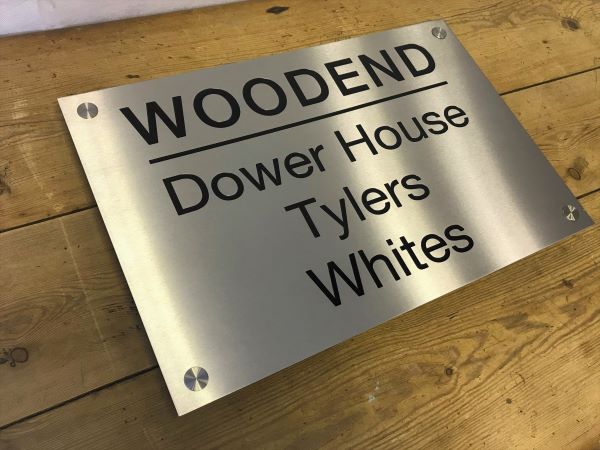 WOODEND
Dower House
Tylers
Whites